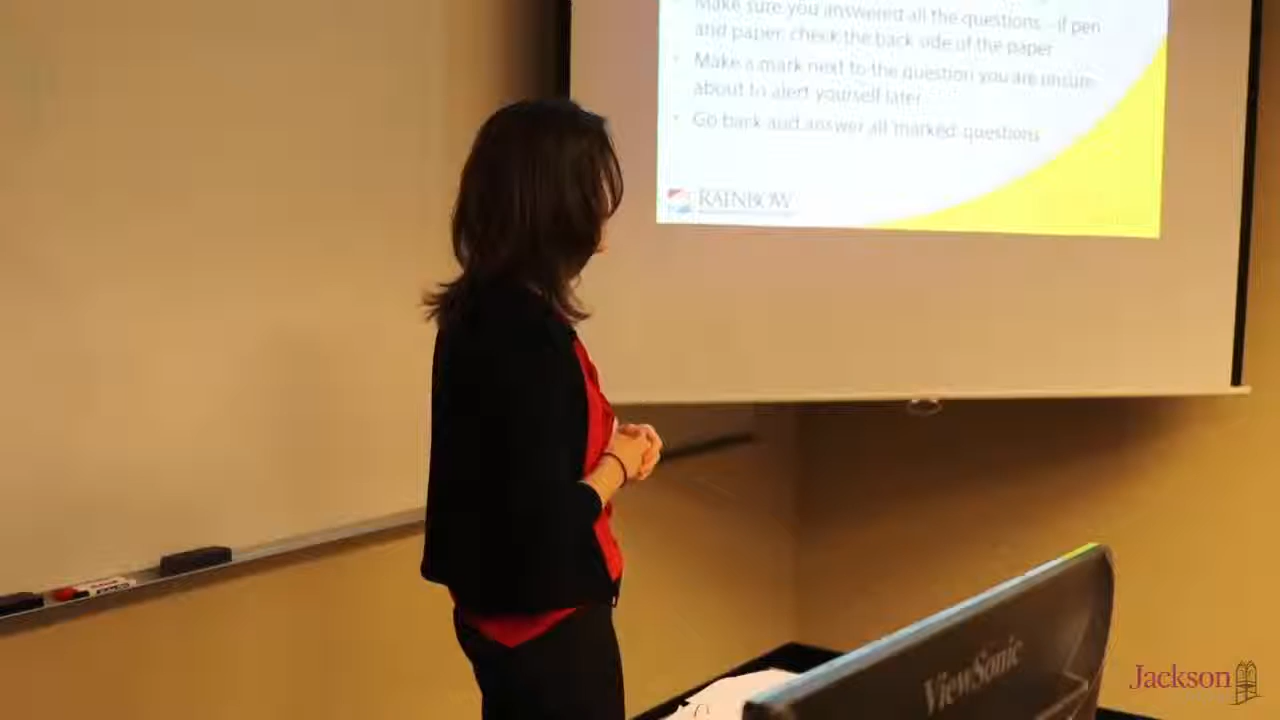 Make sure you answered all the questions - if pen
and paper, check the back side of the paper
Make a mark next to the question you are unsure
about to alert yourself later
Go back and answer all 'marked' questions
RAINBOW
ViewSonic
Jackson